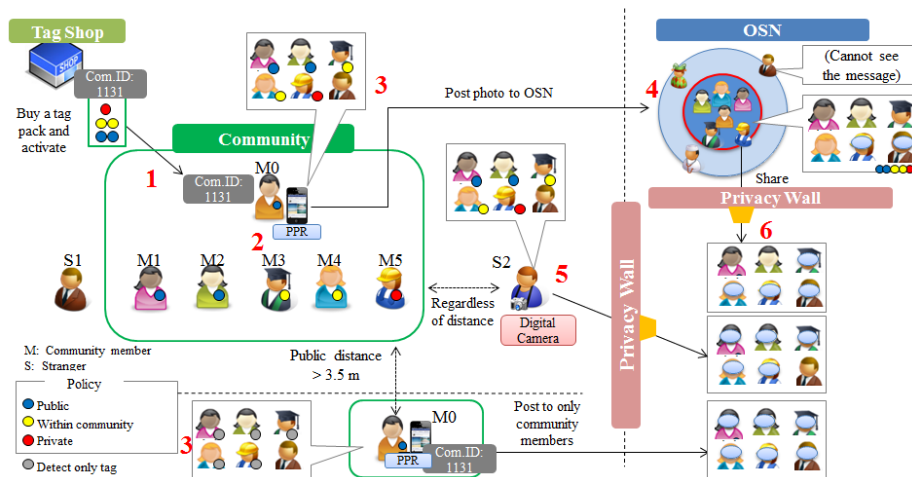 Tag Shop
SHOP
Com.ID:
1131
Buy a tag
pack and
activate
1
Community
M0
Com.ID:
1131
PPR
2
3
Post photo to OSN
OSN
4
(Cannot see
the message)
Share
Privacy Wall
6
S1
M1
M2
M3
M4
M5
S2
5
Regardless
of distance
Digital
Camera
Privacy Wall
Public distance
> 3.5 m
M: Community member
S: Stranger
Policy
Public
Within community
Private
Detect only tag
3
M0
PPR
Com.ID:
1131
Post to only
community
members